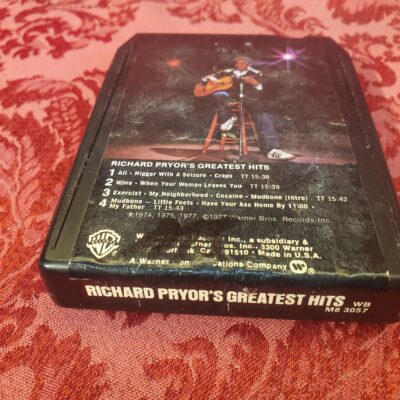 RICHARD PRYOR'S GREATEST HITS
1 Ali • Nigger With A Seizure • Craps TT 15:38
2 Wino • When Your Woman Leaves You TT 15:39
3 Exorcist • My Neighborhood • Cocaine • Mudbone (Intro) TT 15:42
4 Mudbone — Little Feets • Have Your Ass Home By 11:00 •
My Father TT 15:43
℗ 1974, 1975, 1977, © 1977 Warner Bros. Records Inc.
Records Inc., a subsidiary &
Bros. Inc., 3300 Warner
Calif. 91510 • Made in U.S.A.
A Warner Communications Company
RICHARD PRYOR'S GREATEST HITS WB
M8 3057